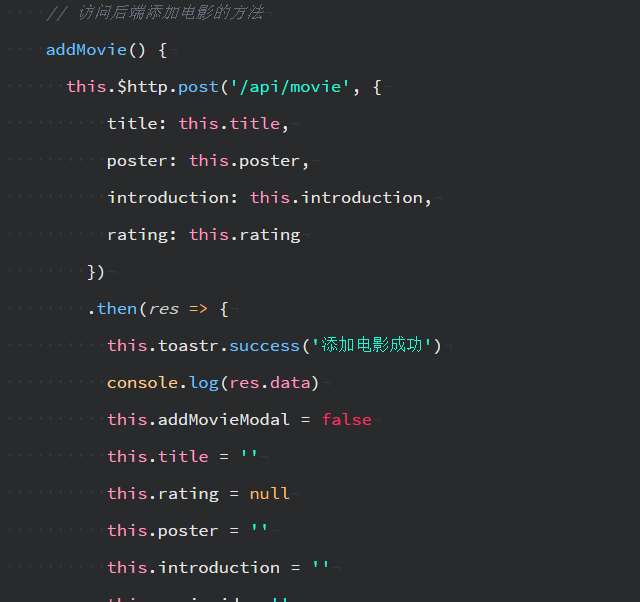 // 访问后端添加电影的方法
addMovie() {
this.$http.post('/api/movie', {
title: this.title,
poster: this.poster,
introduction: this.introduction,
rating: this.rating
})
.then(res => {
this.toastr.success('添加电影成功')
console.log(res.data)
this.addMovieModal = false
this.title = ''
this.rating = null
this.poster = ''
this.introduction = ''